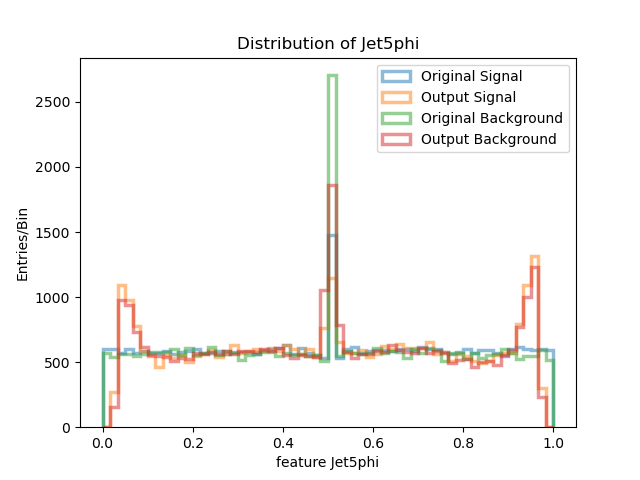 Distribution of Jet5phi
Original Signal
Output Signal
Original Background
Output Background
Entries/Bin
2500
2000
1500
1000
500
0
0.0 0.2 0.4 0.6 0.8 1.0
feature Jet5phi